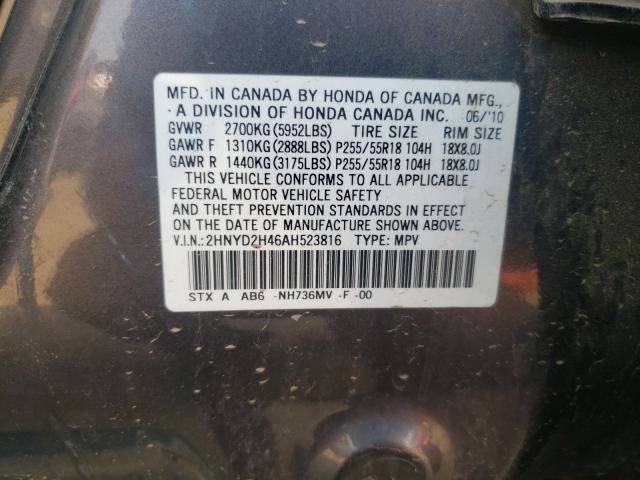 MFD. IN CANADA BY HONDA OF CANADA MFG.,
A DIVISION OF HONDA CANADA INC. 06/'10
GVWR 2700KG(5952LBS) TIRE SIZE RIM SIZE
GAWR F 1310KG(2888LBS) P255/55R18 104H 18X8.0J
GAWR R 1440KG(3175LBS) P255/55R18 104H 18X8.0J
THIS VEHICLE CONFORMS TO ALL APPLICABLE
FEDERAL MOTOR VEHICLE SAFETY
AND THEFT PREVENTION STANDARDS IN EFFECT
ON THE DATE OF MANUFACTURE SHOWN ABOVE.
V.I.N.:2HNYD2H46AH523816 TYPE: MPV
STX A AB6 -NH736MV -F -00